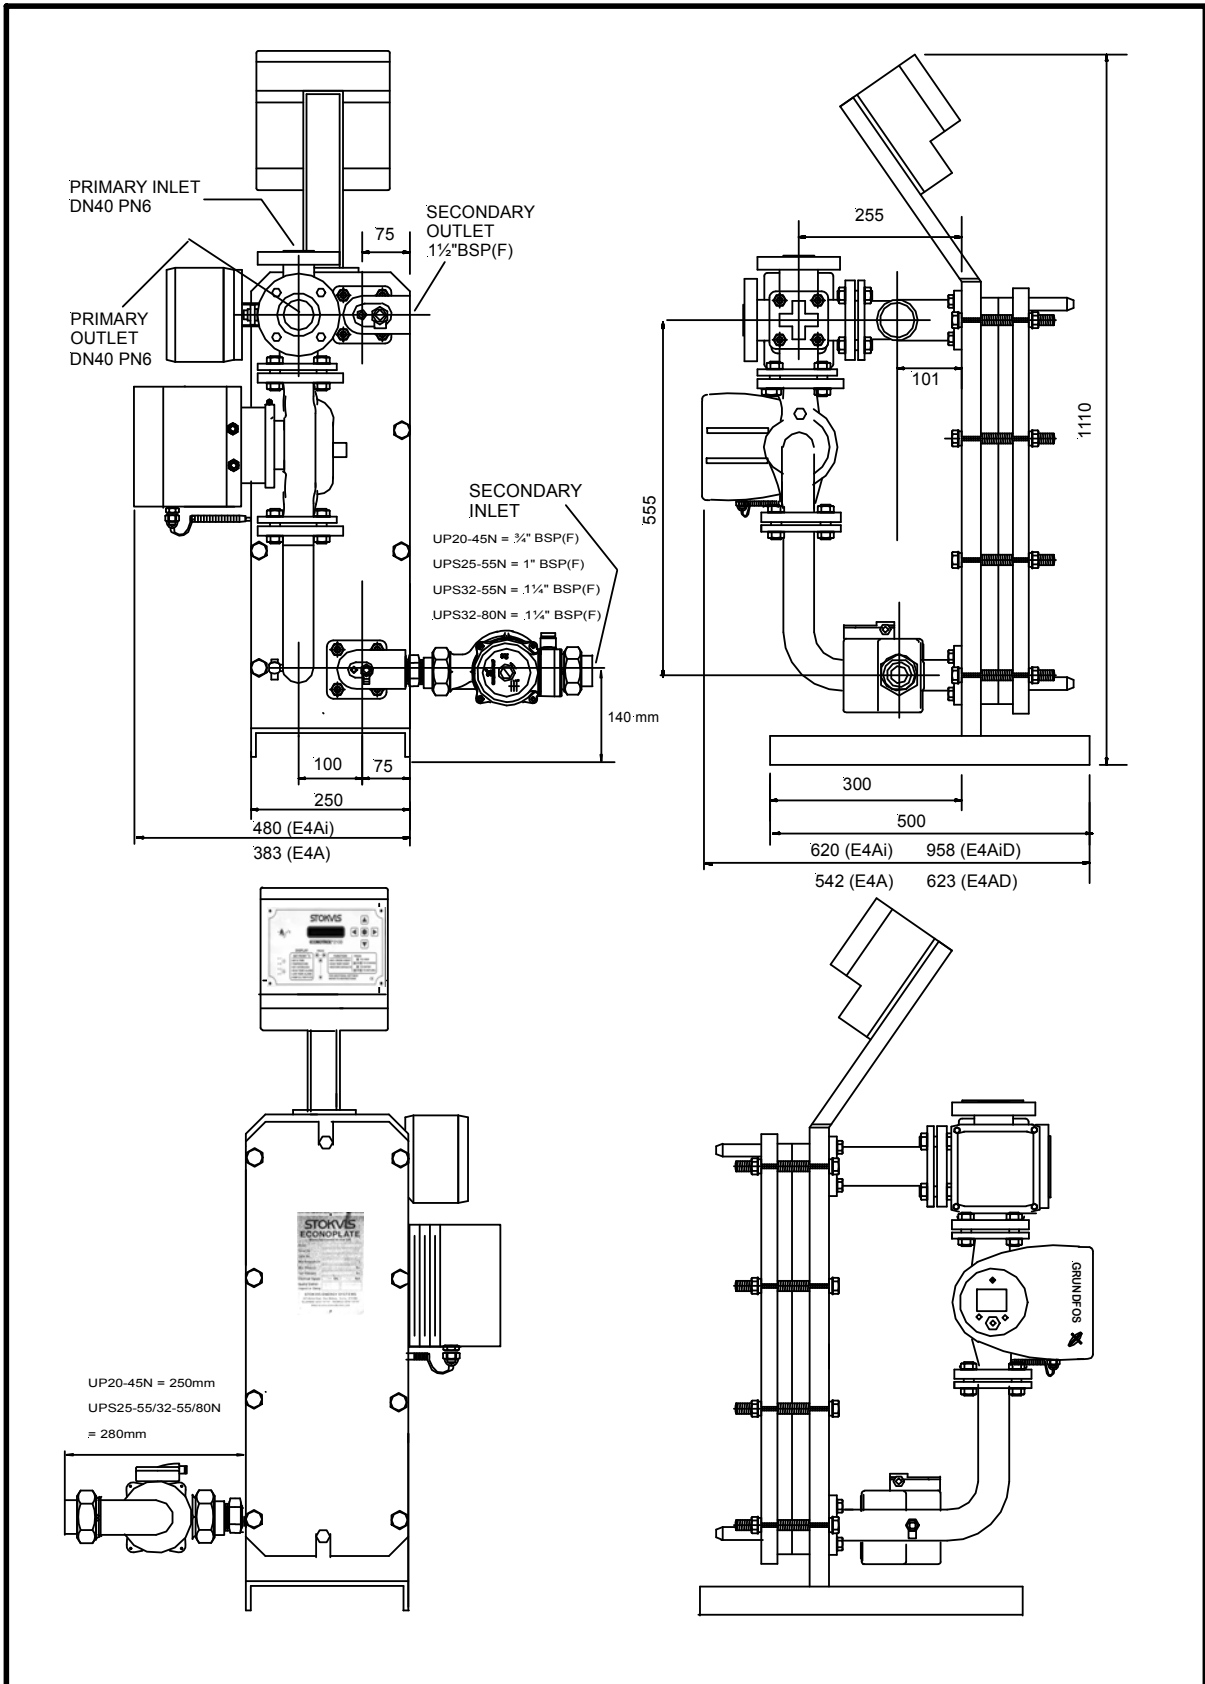 PRIMARY INLET
DN40 PN6
PRIMARY
OUTLET
DN40 PN6
75
SECONDARY
OUTLET
1½"BSP(F)
SECONDARY
INLET
UP20-45N = ¾" BSP(F)
UPS25-55N = 1" BSP(F)
UPS32-55N = 1¼" BSP(F)
UPS32-80N = 1¼" BSP(F)
140 mm
100
75
250
480 (E4Ai)
383 (E4A)
255
101
555
1110
300
500
620 (E4Ai) 958 (E4AiD)
542 (E4A) 623 (E4AD)
STOKVIS
STOKVIS
ECONOPLATE
UP20-45N = 250mm
UPS25-55/32-55/80N
= 280mm
GRUNDFOS